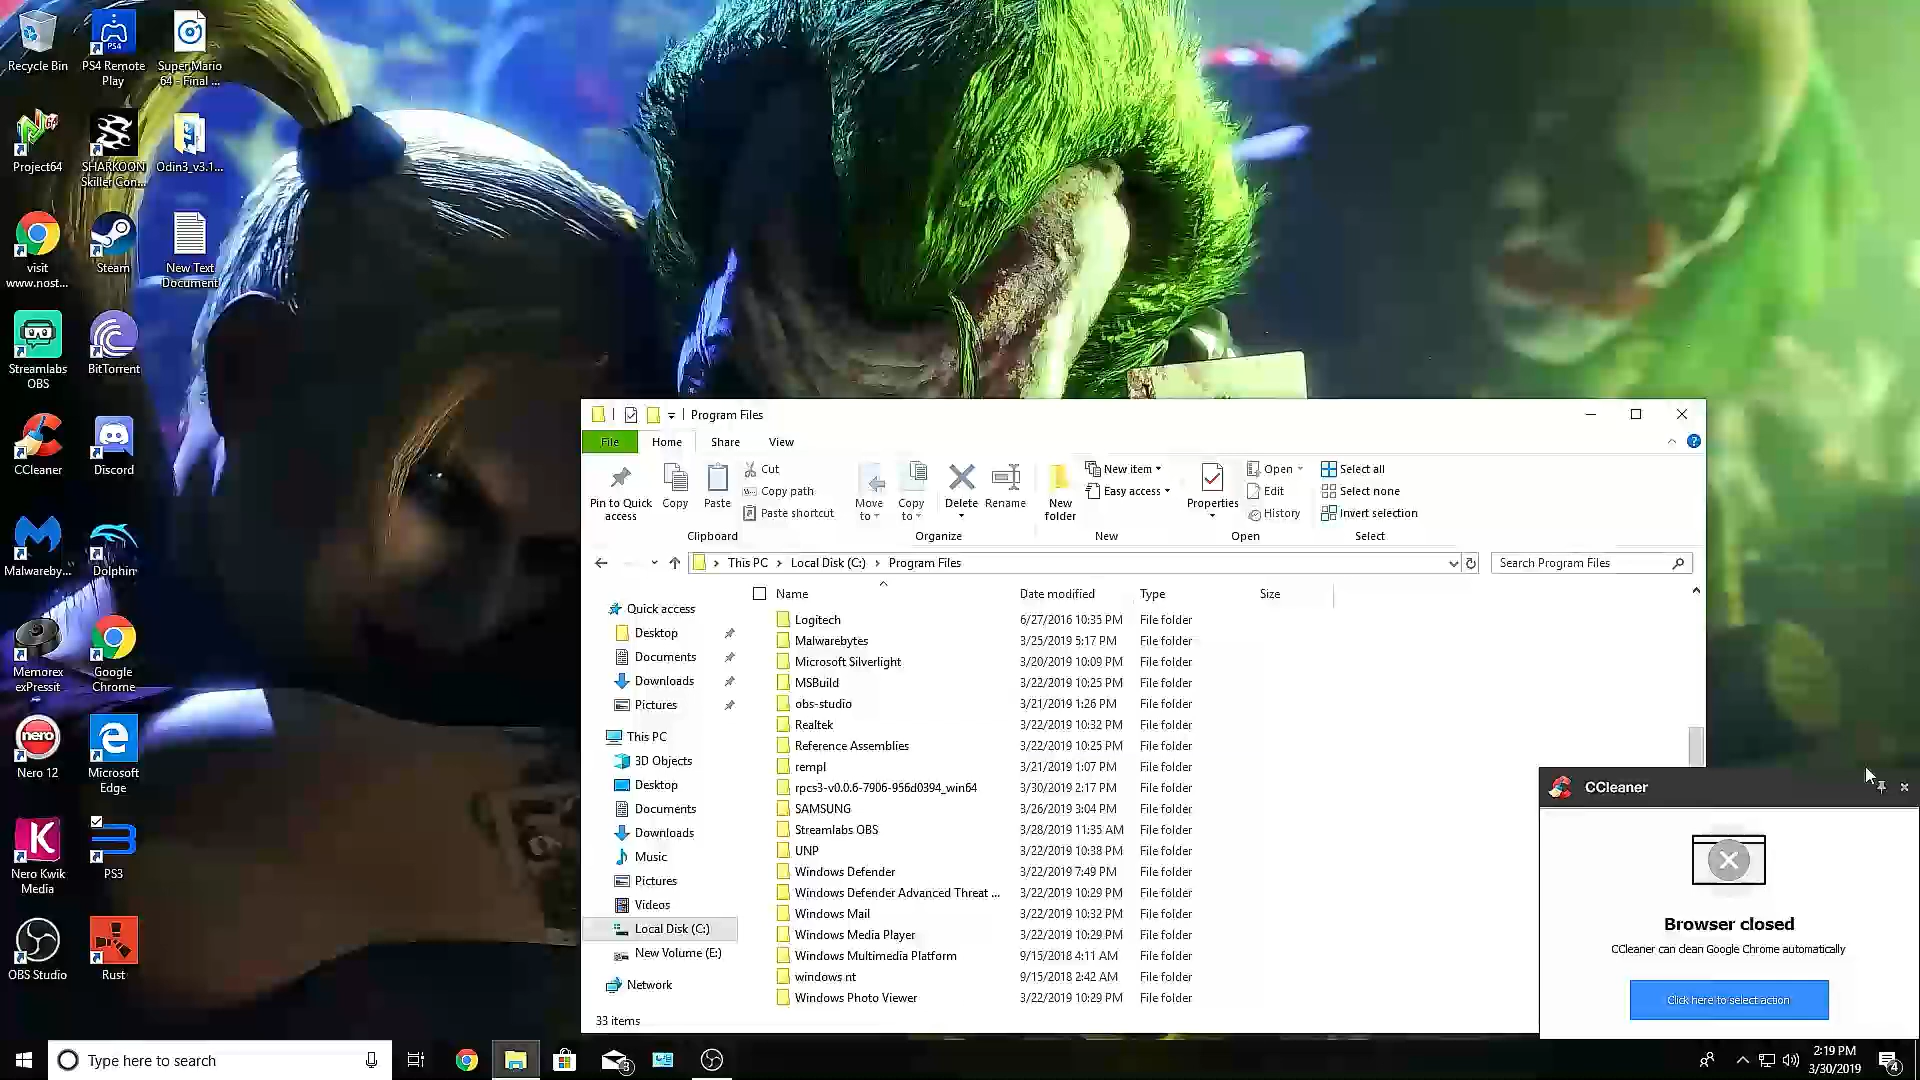 Recycle Bin
PS4 Remote
Play
Super Mario
64 - Final ...
Project64
SHARKOON
Skiller Con...
Odin3_v3.1...
visit
www.nost...
Steam
New Text
Document
Streamlabs
OBS
BitTorrent
CCleaner
Discord
Malwareby...
Dolphin
Memorex
exPressit
Google
Chrome
nero
Nero 12
Microsoft
Edge
Nero Kwik
Media
PS3
OBS Studio
Rust
Program Files
File
Home
Share
View
Pin to Quick
access
Copy
Paste
Cut
Copy path
Paste shortcut
Clipboard
Move
to
Copy
to
Delete
Rename
Organize
New
folder
New item
Easy access
New
Properties
Open
Edit
History
Open
Select all
Select none
Invert selection
Select
This PC > Local Disk (C:) > Program Files
Search Program Files
Quick access
Desktop
Documents
Downloads
Pictures
This PC
3D Objects
Desktop
Documents
Downloads
Music
Pictures
Videos
Local Disk (C:)
New Volume (E:)
Network
Name Date modified Type Size
Logitech 6/27/2016 10:35 PM File folder
Malwarebytes 3/25/2019 5:17 PM File folder
Microsoft Silverlight 3/20/2019 10:09 PM File folder
MSBuild 3/22/2019 10:25 PM File folder
obs-studio 3/21/2019 1:26 PM File folder
Realtek 3/22/2019 10:32 PM File folder
Reference Assemblies 3/22/2019 10:25 PM File folder
rempl 3/21/2019 1:07 PM File folder
rpcs3-v0.0.6-7906-956d0394_win64 3/30/2019 2:17 PM File folder
SAMSUNG 3/26/2019 3:04 PM File folder
Streamlabs OBS 3/28/2019 11:35 AM File folder
UNP 3/22/2019 10:38 PM File folder
Windows Defender 3/22/2019 7:49 PM File folder
Windows Defender Advanced Threat ... 3/22/2019 10:29 PM File folder
Windows Mail 3/22/2019 10:32 PM File folder
Windows Media Player 3/22/2019 10:29 PM File folder
Windows Multimedia Platform 9/15/2018 4:11 AM File folder
windows nt 9/15/2018 2:42 AM File folder
Windows Photo Viewer 3/22/2019 10:29 PM File folder
33 items
CCleaner
Browser closed
CCleaner can clean Google Chrome automatically
Click here to select action
Type here to search
3
2:19 PM
3/30/2019
4